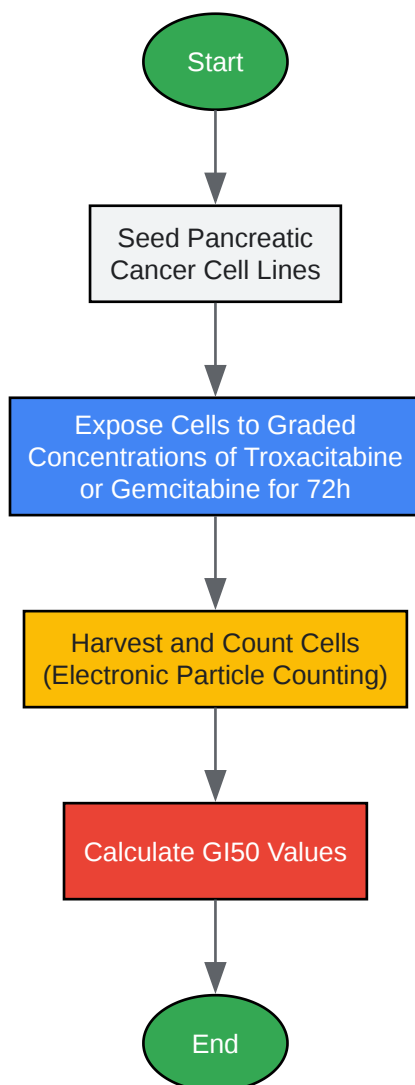 Start
Seed Pancreatic
Cancer Cell Lines
Expose Cells to Graded
Concentrations of Troxacitabine
or Gemcitabine for 72h
Harvest and Count Cells
(Electronic Particle Counting)
Calculate GI50 Values
End